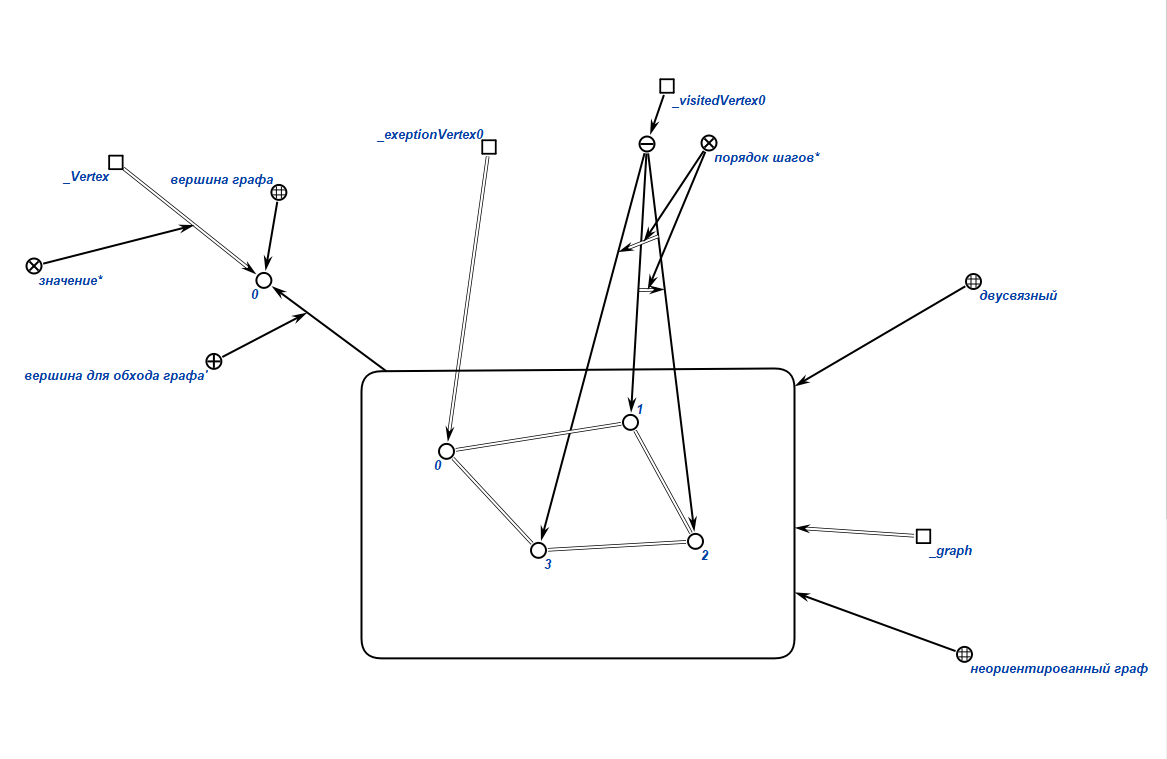 _visitedVertex0
_exeptionVertex0
порядок шагов*
_Vertex
вершина графа
значение*
0
двусвязный
вершина для обхода графа'
1
0
3
2
_graph
неориентированный граф